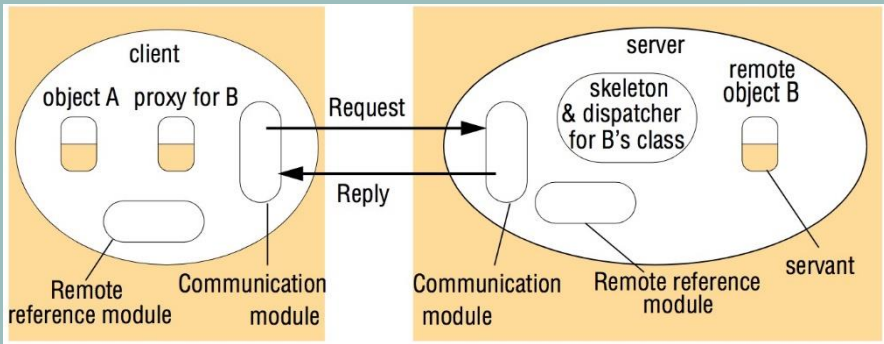 client
object A
proxy for B
Request
Reply
Remote
reference module
Communication
module
server
skeleton
& dispatcher
for B's class
remote
object B
Communication
module
Remote reference
module
servant